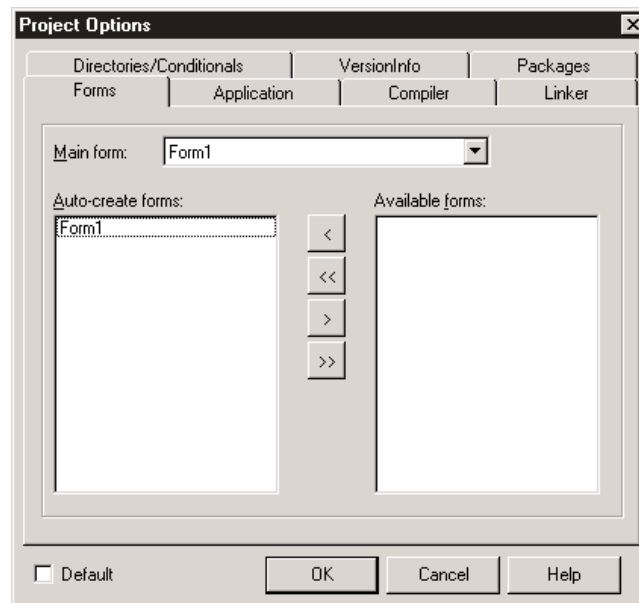 Project Options
Directories/Conditionals VersionInfo Packages
Forms Application Compiler Linker
Main form: Form1
Auto-create forms: Available forms:
Form1
<
<<
>
>>
Default OK Cancel Help